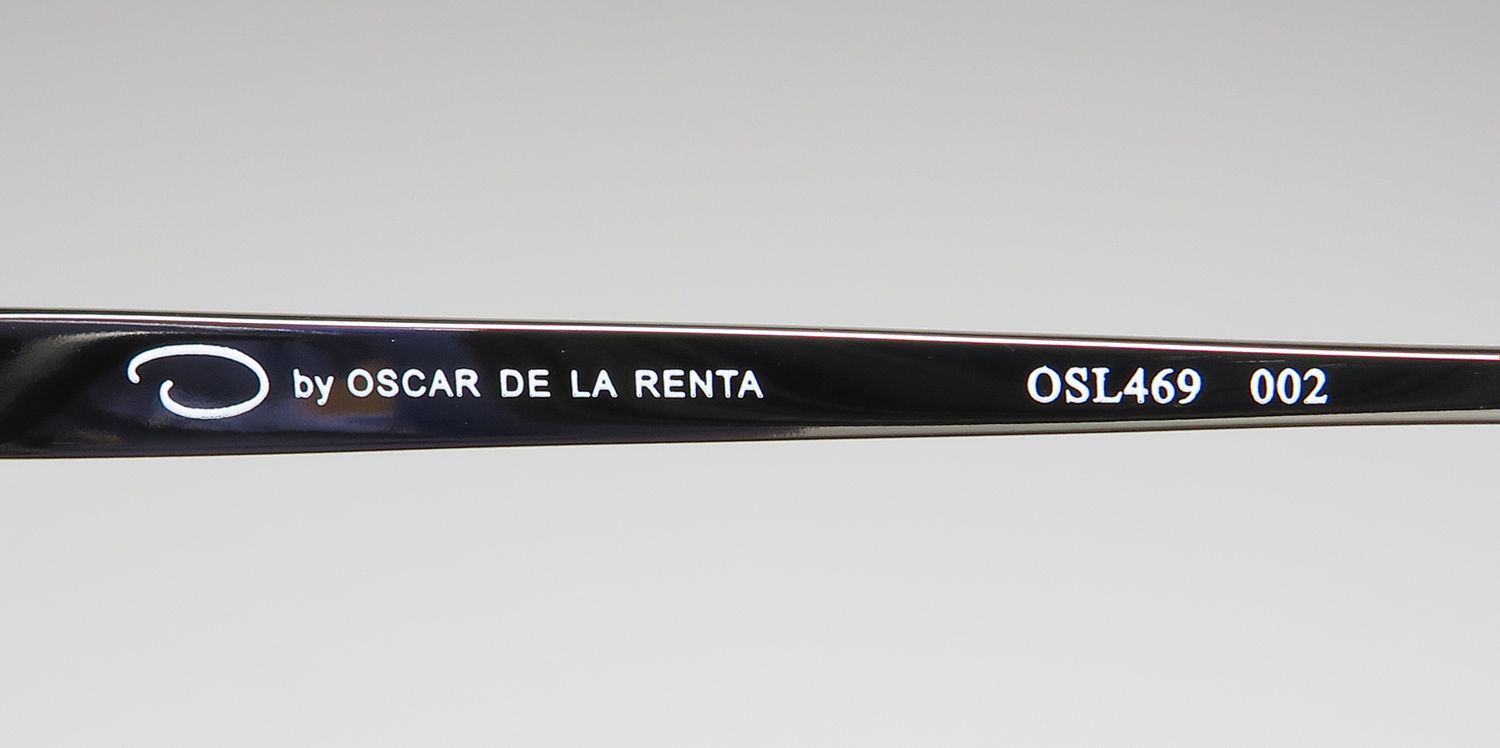 O by OSCAR DE LA RENTA OSL469 002